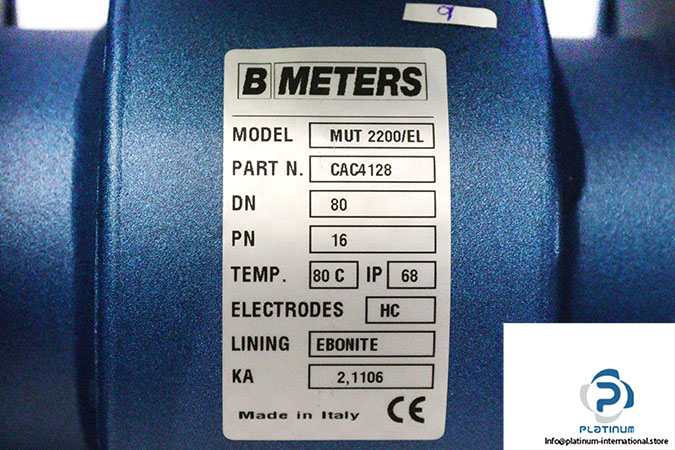 9
B METERS
MODEL MUT 2200/EL
PART N. CAC4128
DN 80
PN 16
TEMP. 80 C IP 68
ELECTRODES HC
LINING EBONITE
KA 2,1106
Made in Italy CE
PLATINUM
Info@platinum-international.store